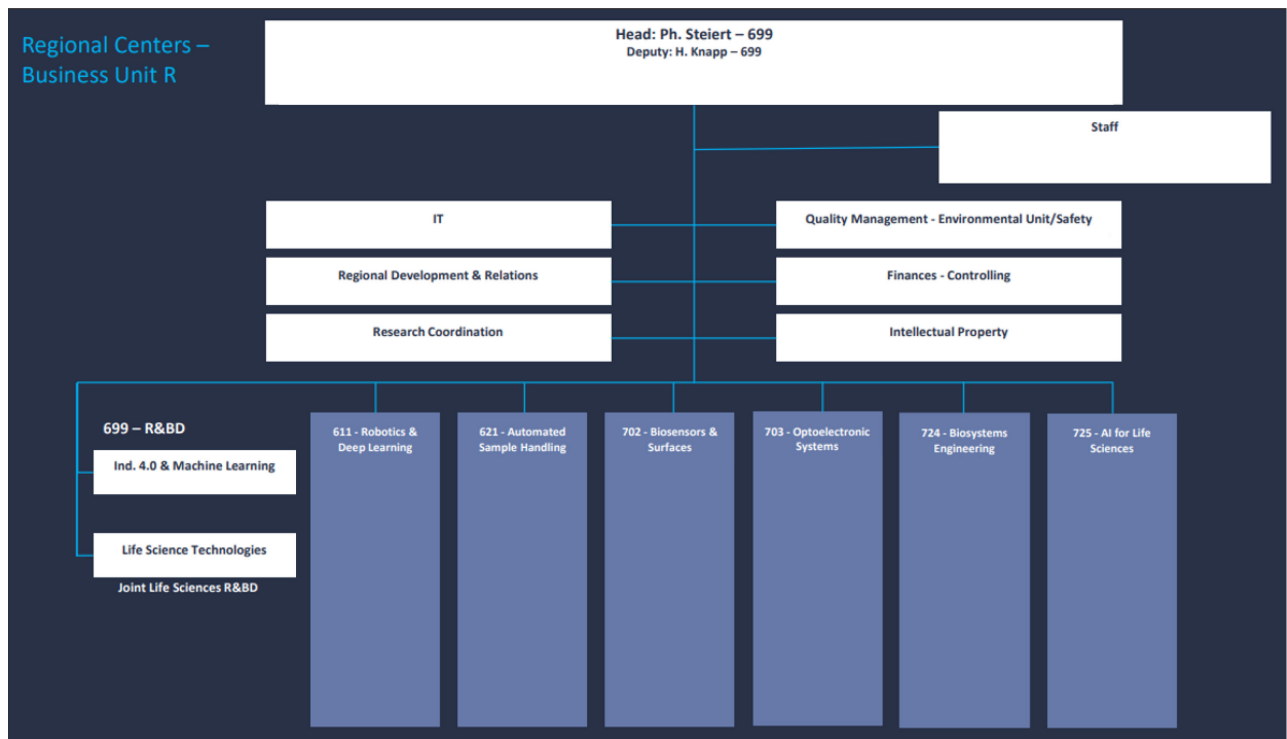 Regional Centers –
Business Unit R
Head: Ph. Steiert – 699
Deputy: H. Knapp – 699
Staff
IT
Quality Management - Environmental Unit/Safety
Regional Development & Relations
Finances - Controlling
Research Coordination
Intellectual Property
699 – R&BD
Ind. 4.0 & Machine Learning
Life Science Technologies
Joint Life Sciences R&BD
611 - Robotics &
Deep Learning
621 - Automated
Sample Handling
702 - Biosensors &
Surfaces
703 - Optoelectronic
Systems
724 - Biosystems
Engineering
725 - AI for Life
Sciences